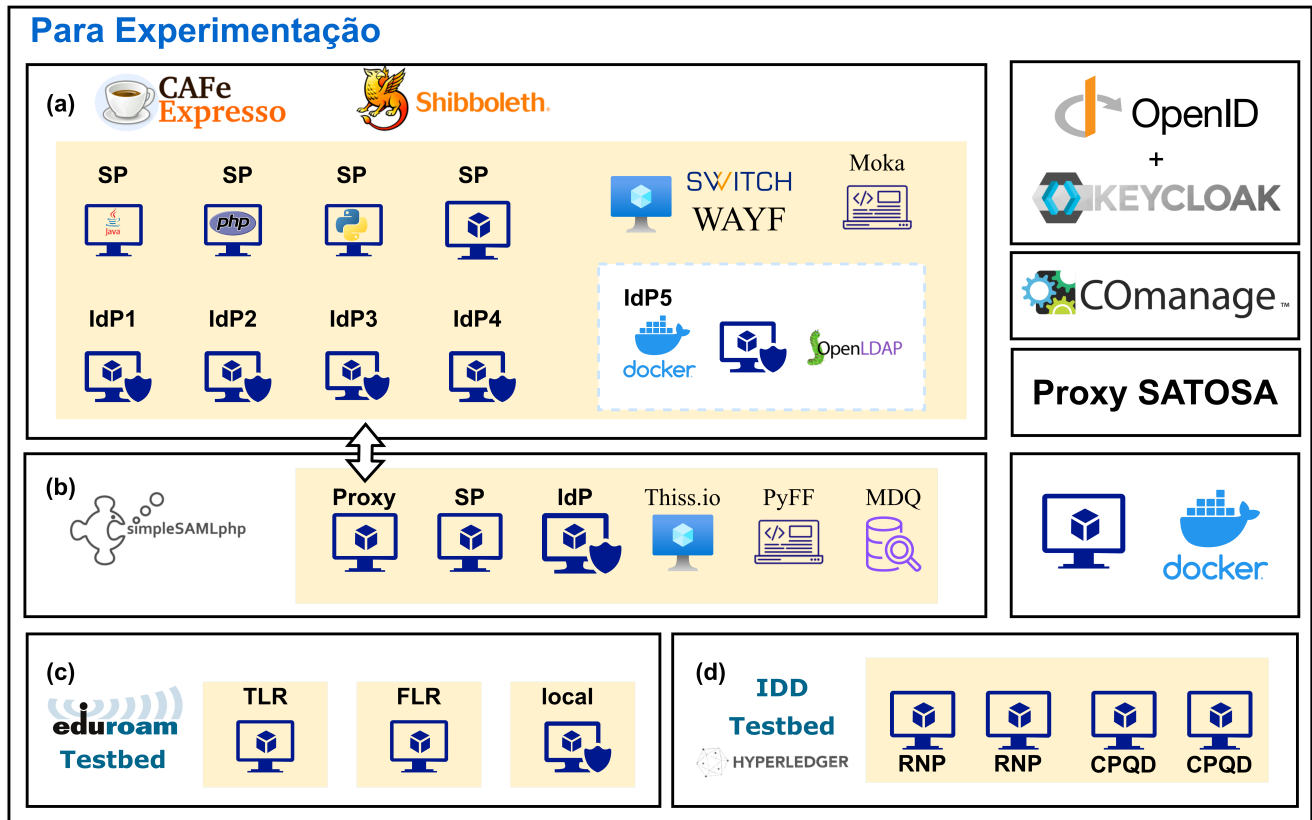 Para Experimentação
(a)
CAFe
Expresso
Shibboleth.
SP
SP
SP
SP
Java
php
SWITCH
WAYF
Moka
IdP1
IdP2
IdP3
IdP4
IdP5
docker
OpenLDAP
OpenID
+
KEYCLOAK
COmanage™
Proxy SATOSA
(b)
simpleSAMLphp
Proxy
SP
IdP
Thiss.io
PyFF
MDQ
docker
(c)
eduroam
Testbed
TLR
FLR
local
(d)
IDD
Testbed
HYPERLEDGER
RNP
RNP
CPQD
CPQD